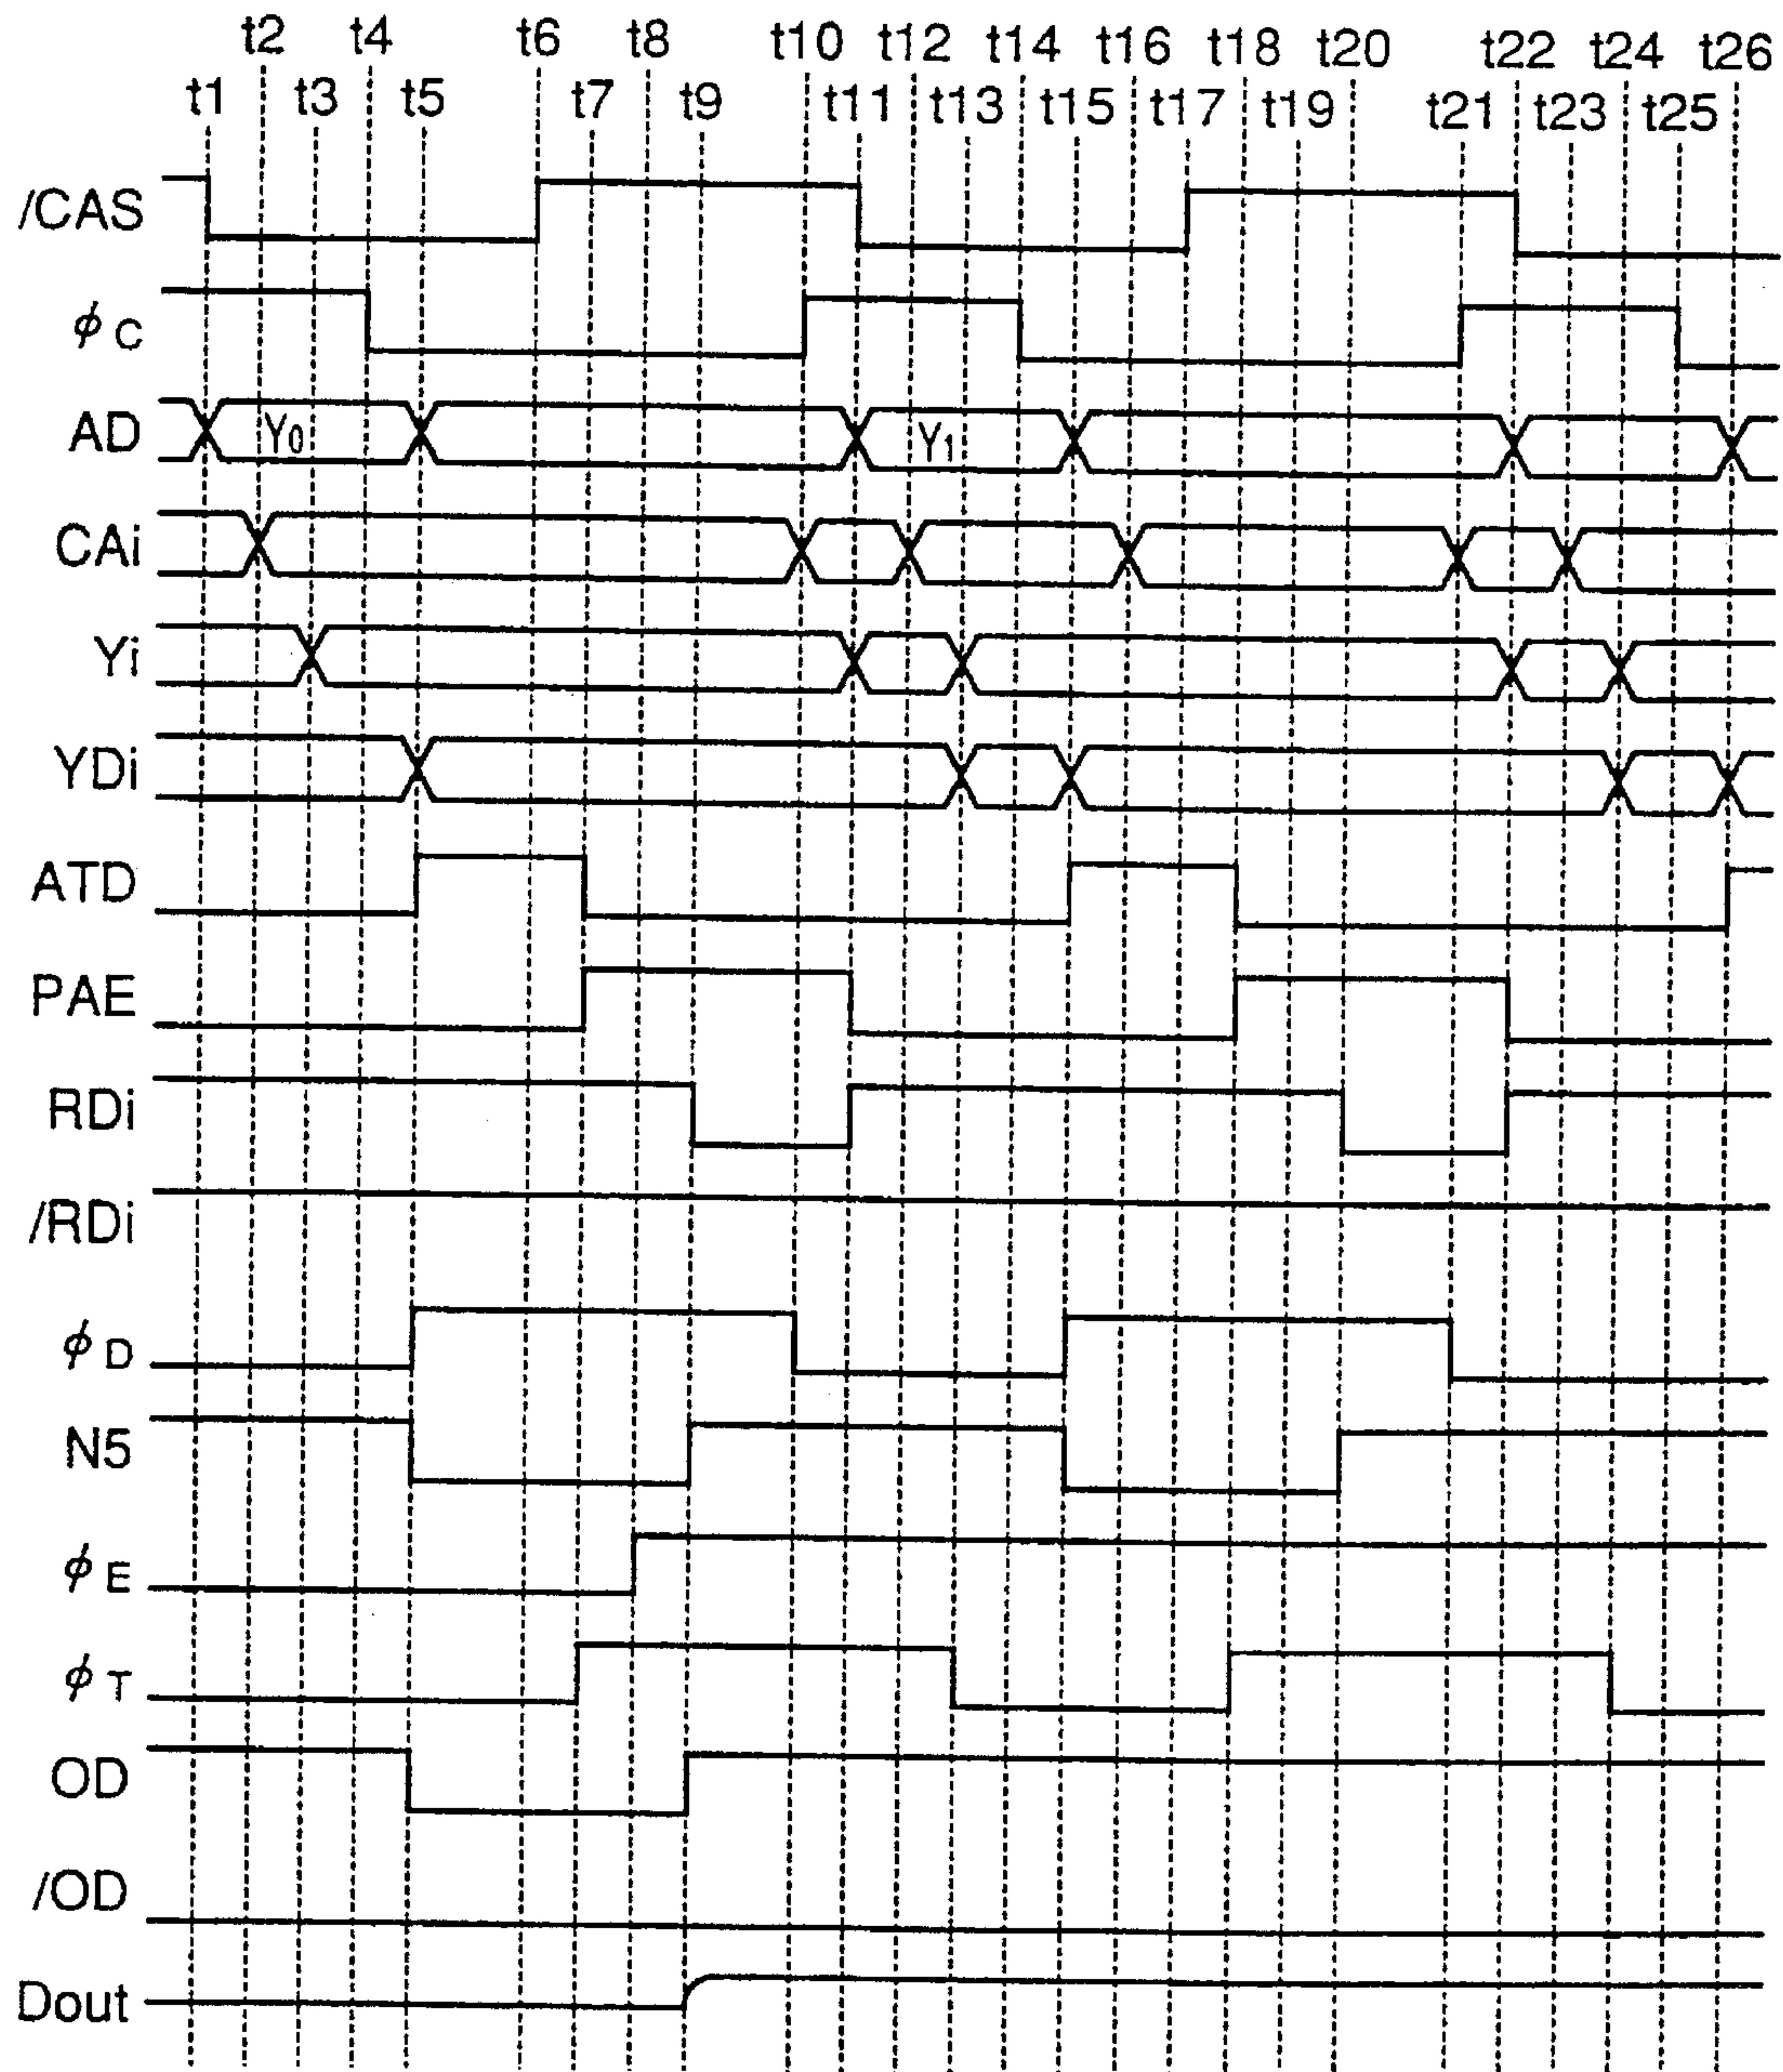 t2 t4 t6 t8 t10 t12 t14 t16 t18 t20 t22 t24 t26
t1 t3 t5 t7 t9 t11 t13 t15 t17 t19 t21 t23 t25
/CAS
ϕC
AD Y0 Y1
CAi
Yi
YDi
ATD
PAE
RDi
/RDi
ϕD
N5
ϕE
ϕT
OD
/OD
Dout